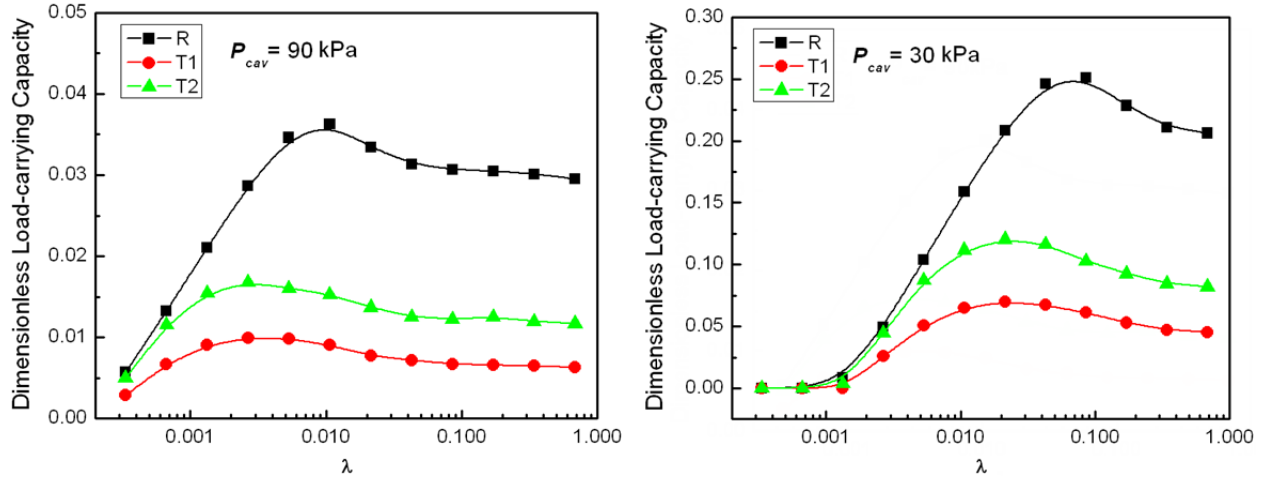 Dimensionless Load-carrying Capacity
0.05
0.04
0.03
0.02
0.01
0.00
R
T1
T2
P_cav = 90 kPa
0.001
0.010
0.100
1.000
λ
Dimensionless Load-carrying Capacity
0.25
0.20
0.15
0.10
0.05
0.00
R
T1
T2
P_cav = 30 kPa
0.001
0.010
0.100
1.000
λ